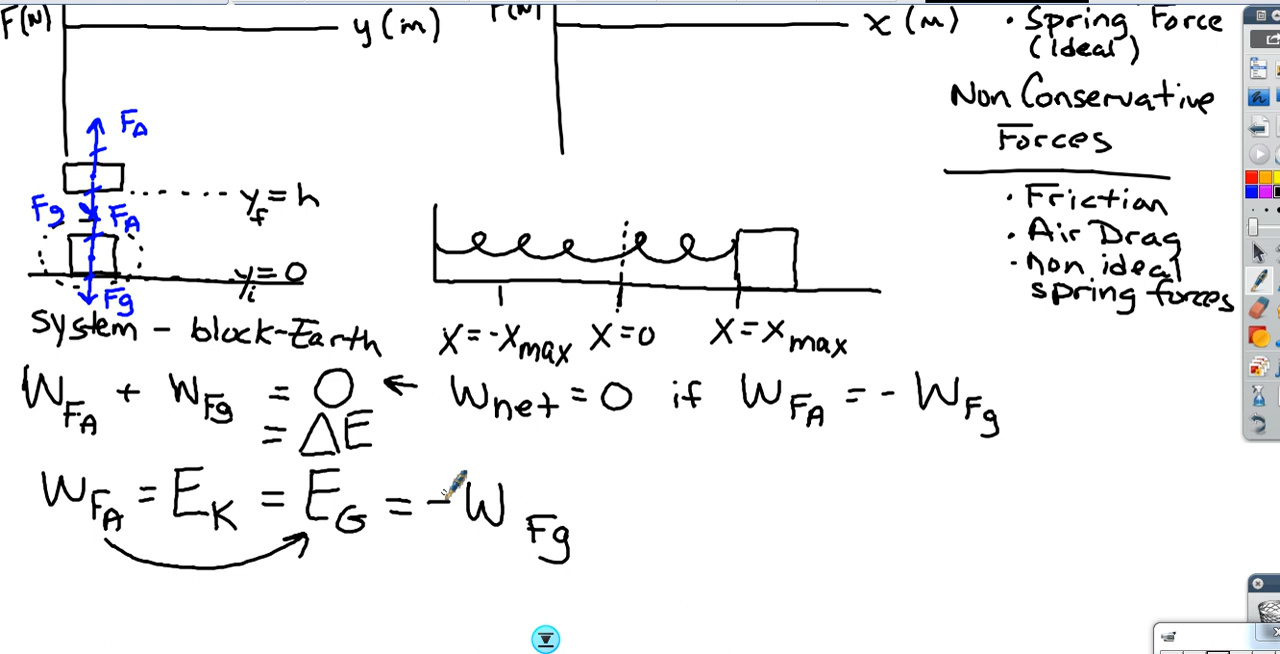 F(N)
y (m)
F(N)
x (m)
• Spring Force
(Ideal)
Non Conservative
Forces
• Friction
• Air Drag
• non ideal
spring forces
FA
Fg
FA
yf = h
yi = 0
Fg
System - block-Earth
x=-xmax
x=0
x=xmax
WFA + WFg = 0 ← Wnet = 0 if WFA = - WFg
= ΔE
WFA = EK = EG = -WFg